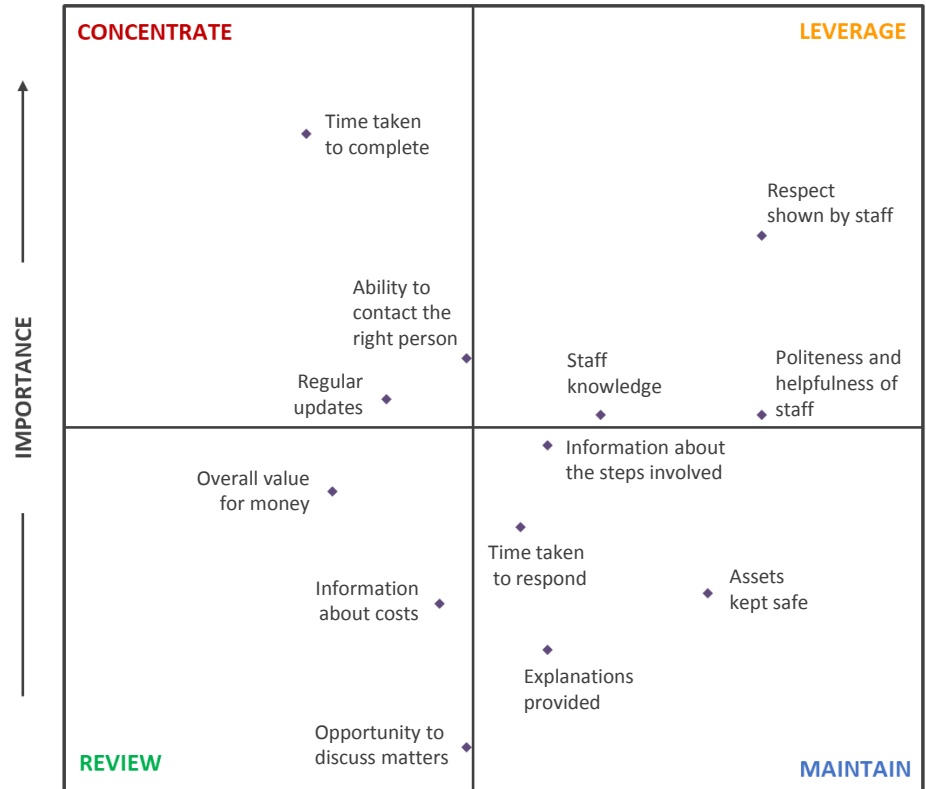 CONCENTRATE
LEVERAGE
Time taken
to complete
Respect
shown by staff
Ability to
contact the
right person
Staff
knowledge
Politeness and
helpfulness of
staff
Regular
updates
IMPORTANCE
Information about
the steps involved
Overall value
for money
Time taken
to respond
Assets
kept safe
Information
about costs
Explanations
provided
Opportunity to
discuss matters
REVIEW
MAINTAIN